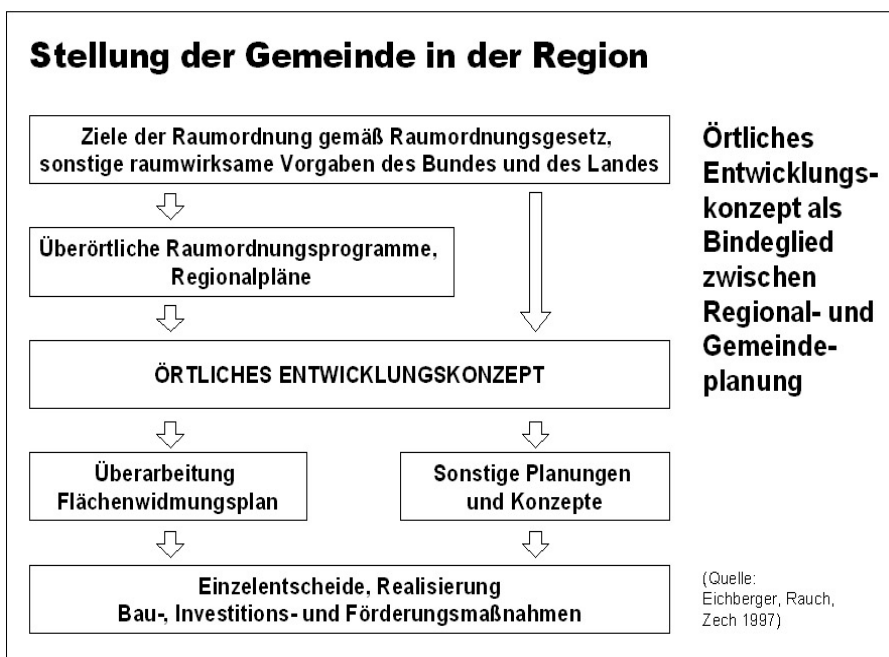 Stellung der Gemeinde in der Region
Ziele der Raumordnung gemäß Raumordnungsgesetz,
sonstige raumwirksame Vorgaben des Bundes und des Landes
Überörtliche Raumordnungsprogramme,
Regionalpläne
ÖRTLICHES ENTWICKLUNGSKONZEPT
Überarbeitung
Flächenwidmungsplan
Sonstige Planungen
und Konzepte
Einzelentscheide, Realisierung
Bau-, Investitions- und Förderungsmaßnahmen
Örtliches
Entwicklungs-
konzept als
Bindeglied
zwischen
Regional- und
Gemeinde-
planung
(Quelle:
Eichberger, Rauch,
Zech 1997)